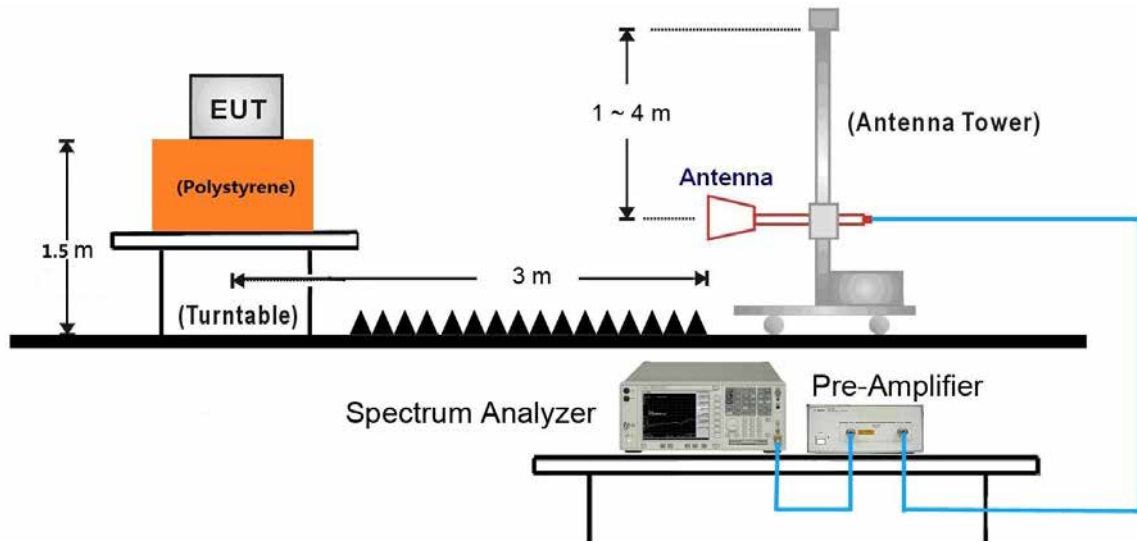 EUT
(Polystyrene)
1.5 m
(Turntable)
3 m
1 ~ 4 m
Antenna
(Antenna Tower)
Spectrum Analyzer
Pre-Amplifier